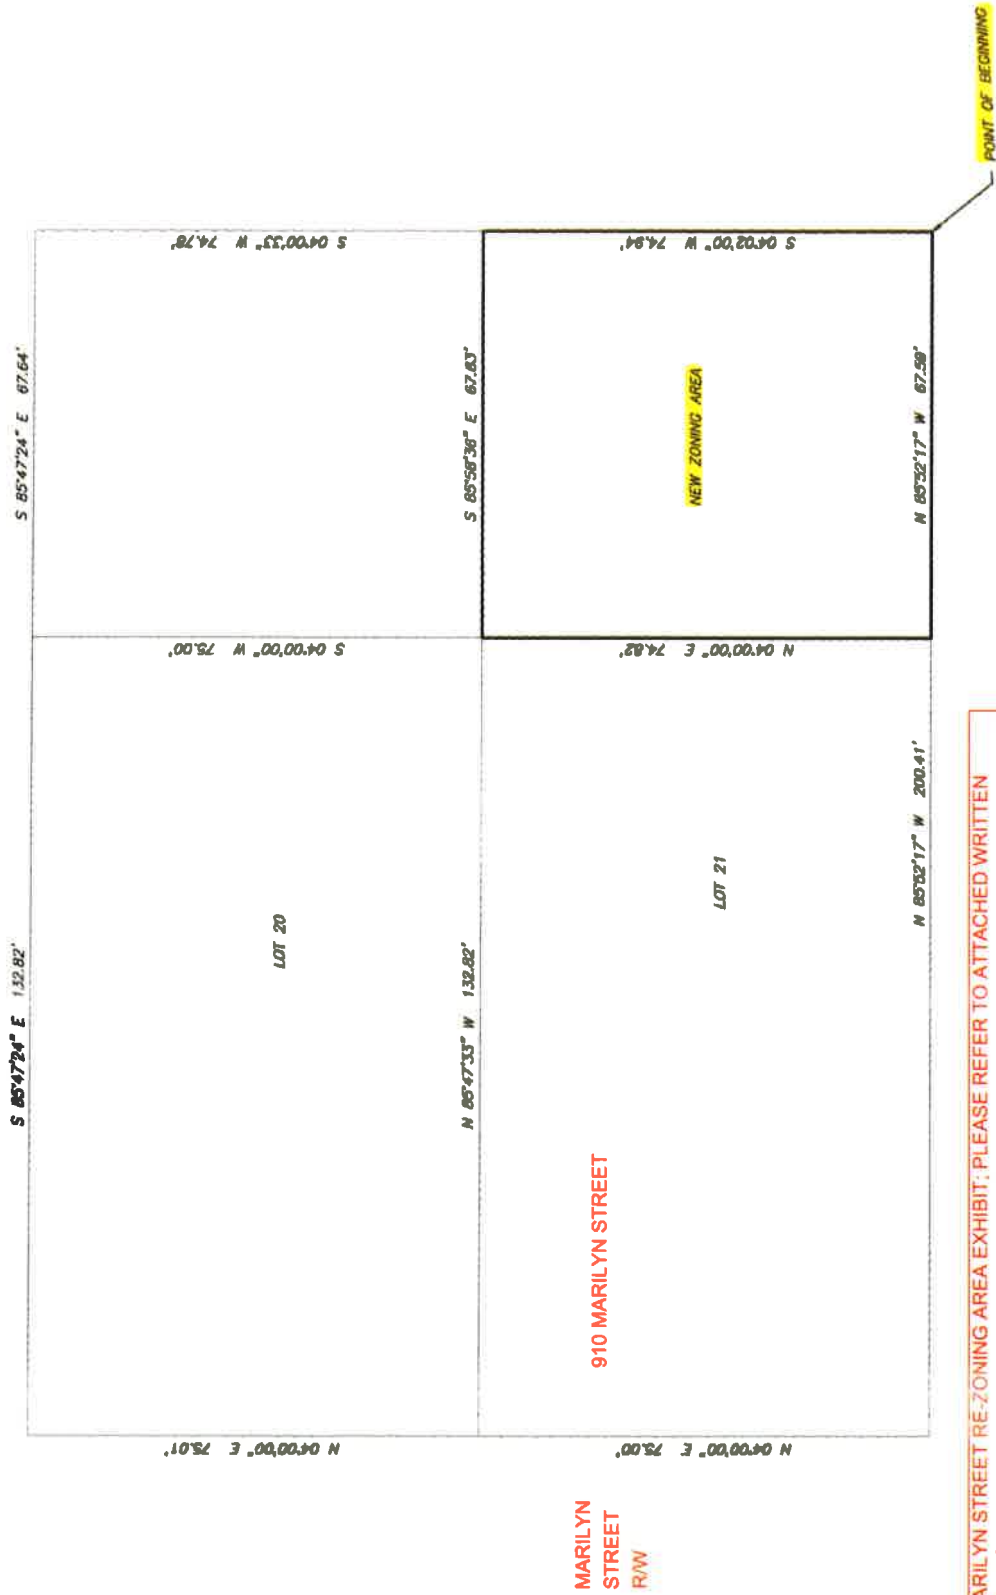 S 85°47'24" E 132.82'
S 85°47'24" E 67.64'
N 04°00'00" E 75.01'
LOT 20
S 04°00'00" W 75.00'
S 04°00'33" W 74.78'
N 85°47'33" W 132.82'
S 85°58'36" E 67.83'
MARILYN
STREET
R/W
910 MARILYN STREET
N 04°00'00" E 75.00'
LOT 21
N 04°00'00" E 74.82'
NEW ZONING AREA
S 04°02'00" W 74.94'
N 85°52'17" W 200.41'
N 85°52'17" W 67.59'
POINT OF BEGINNING
STREET RE-ZONING AREA EXHIBIT; PLEASE REFER TO ATTACHED WRITTEN